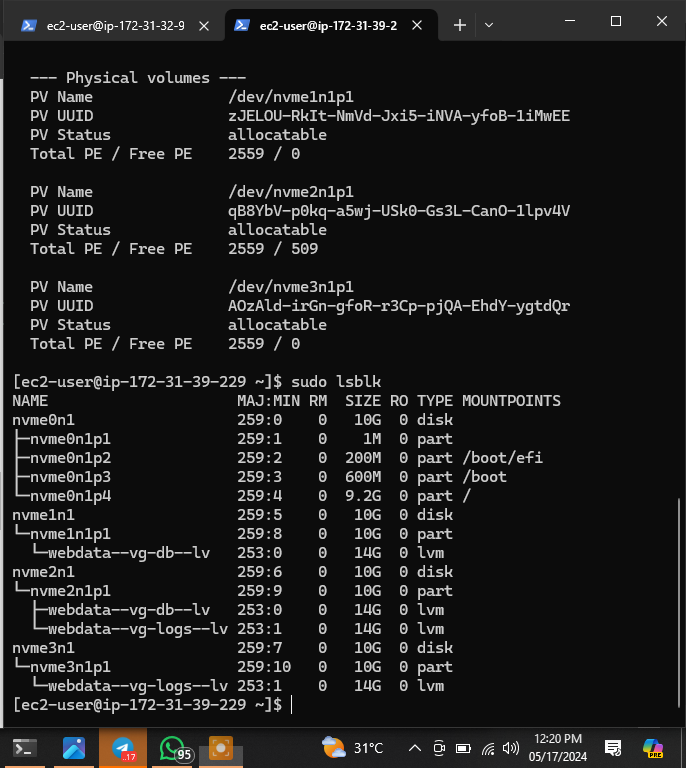 ec2-user@ip-172-31-32-9
ec2-user@ip-172-31-39-2
--- Physical volumes ---
PV Name /dev/nvme1n1p1
PV UUID zJELOU-RkIt-NmVd-Jxi5-iNVA-yfoB-1iMwEE
PV Status allocatable
Total PE / Free PE 2559 / 0
PV Name /dev/nvme2n1p1
PV UUID qB8YbV-p0kq-a5wj-USk0-Gs3L-CanO-1lpv4V
PV Status allocatable
Total PE / Free PE 2559 / 509
PV Name /dev/nvme3n1p1
PV UUID AOzAld-irGn-gfoR-r3Cp-pjQA-EhdY-ygtdQr
PV Status allocatable
Total PE / Free PE 2559 / 0
[ec2-user@ip-172-31-39-229 ~]$ sudo lsblk
NAME MAJ:MIN RM SIZE RO TYPE MOUNTPOINTS
nvme0n1 259:0 0 10G 0 disk
├─nvme0n1p1 259:1 0 1M 0 part
├─nvme0n1p2 259:2 0 200M 0 part /boot/efi
├─nvme0n1p3 259:3 0 600M 0 part /boot
└─nvme0n1p4 259:4 0 9.2G 0 part /
nvme1n1 259:5 0 10G 0 disk
└─nvme1n1p1 259:8 0 10G 0 part
└─webdata--vg-db--lv 253:0 0 14G 0 lvm
nvme2n1 259:6 0 10G 0 disk
└─nvme2n1p1 259:9 0 10G 0 part
├─webdata--vg-db--lv 253:0 0 14G 0 lvm
└─webdata--vg-logs--lv 253:1 0 14G 0 lvm
nvme3n1 259:7 0 10G 0 disk
└─nvme3n1p1 259:10 0 10G 0 part
└─webdata--vg-logs--lv 253:1 0 14G 0 lvm
[ec2-user@ip-172-31-39-229 ~]$
17
95
31°C
12:20 PM
05/17/2024
PRE